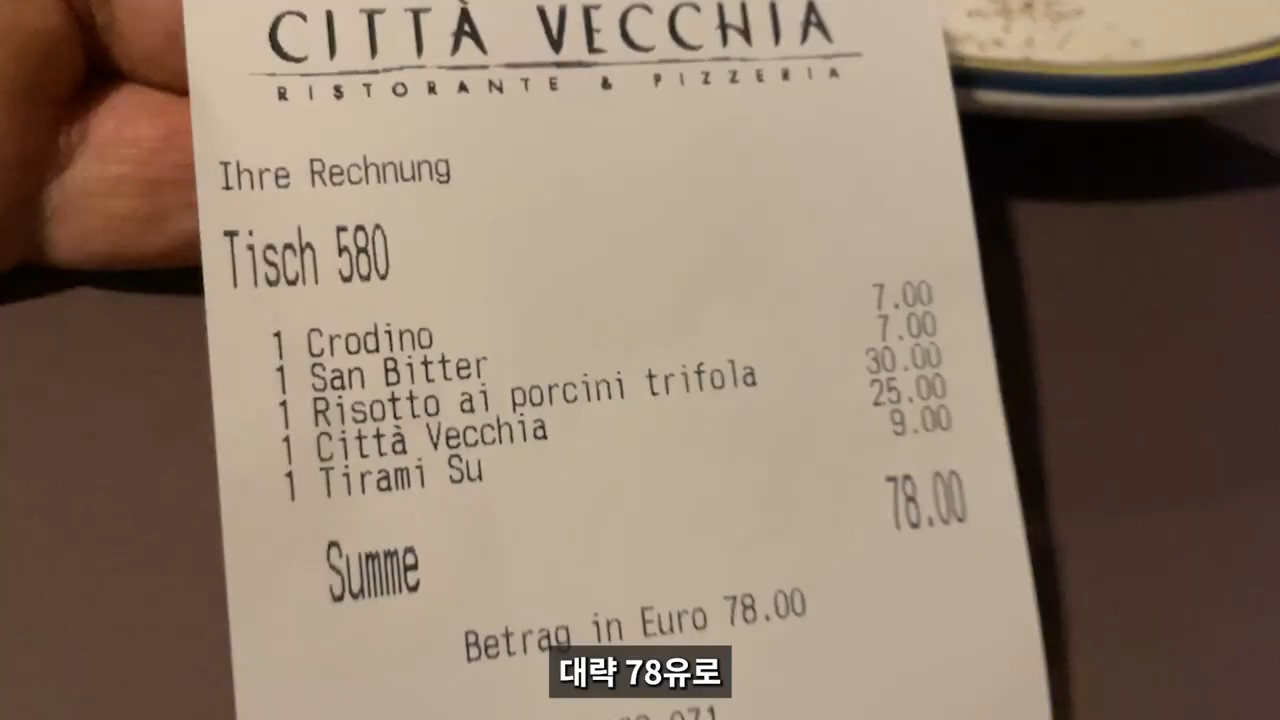 CITTÀ VECCHIA
RISTORANTE & PIZZERIA
Ihre Rechnung
Tisch 580
1 Crodino 7.00
1 San Bitter 7.00
1 Risotto ai porcini trifola 30.00
1 Città Vecchia 25.00
1 Tirami Su 9.00
Summe 78.00
Betrag in Euro 78.00
대략 78유로